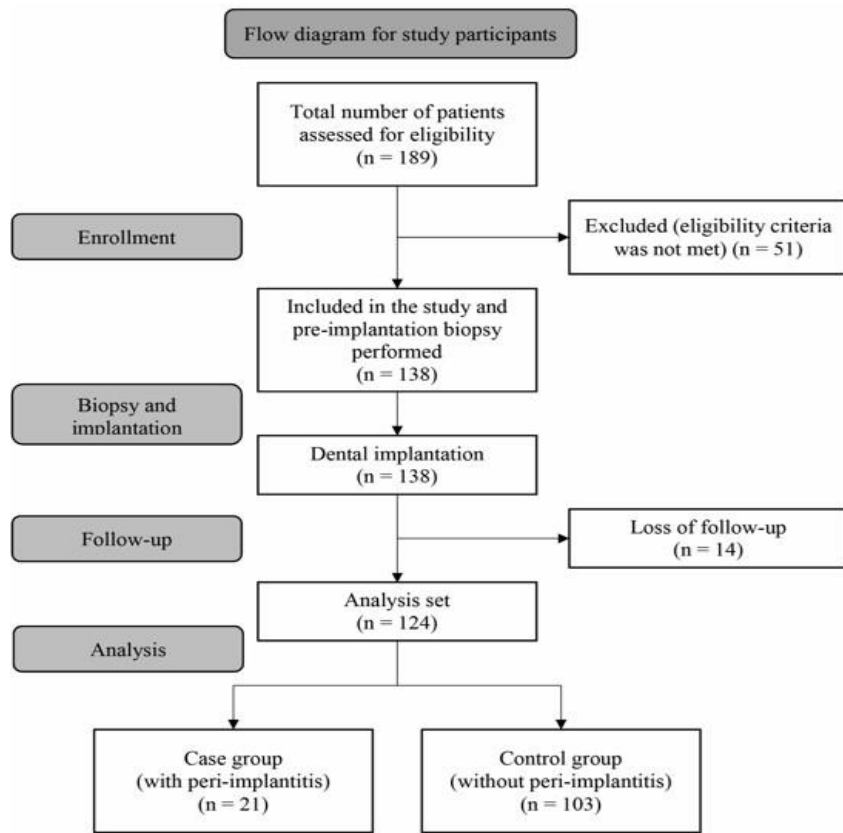 Flow diagram for study participants
Total number of patients
assessed for eligibility
(n = 189)
Enrollment
Excluded (eligibility criteria
was not met) (n = 51)
Included in the study and
pre-implantation biopsy
performed
(n = 138)
Biopsy and
implantation
Dental implantation
(n = 138)
Follow-up
Loss of follow-up
(n = 14)
Analysis set
(n = 124)
Analysis
Case group
(with peri-implantitis)
(n = 21)
Control group
(without peri-implantitis)
(n = 103)